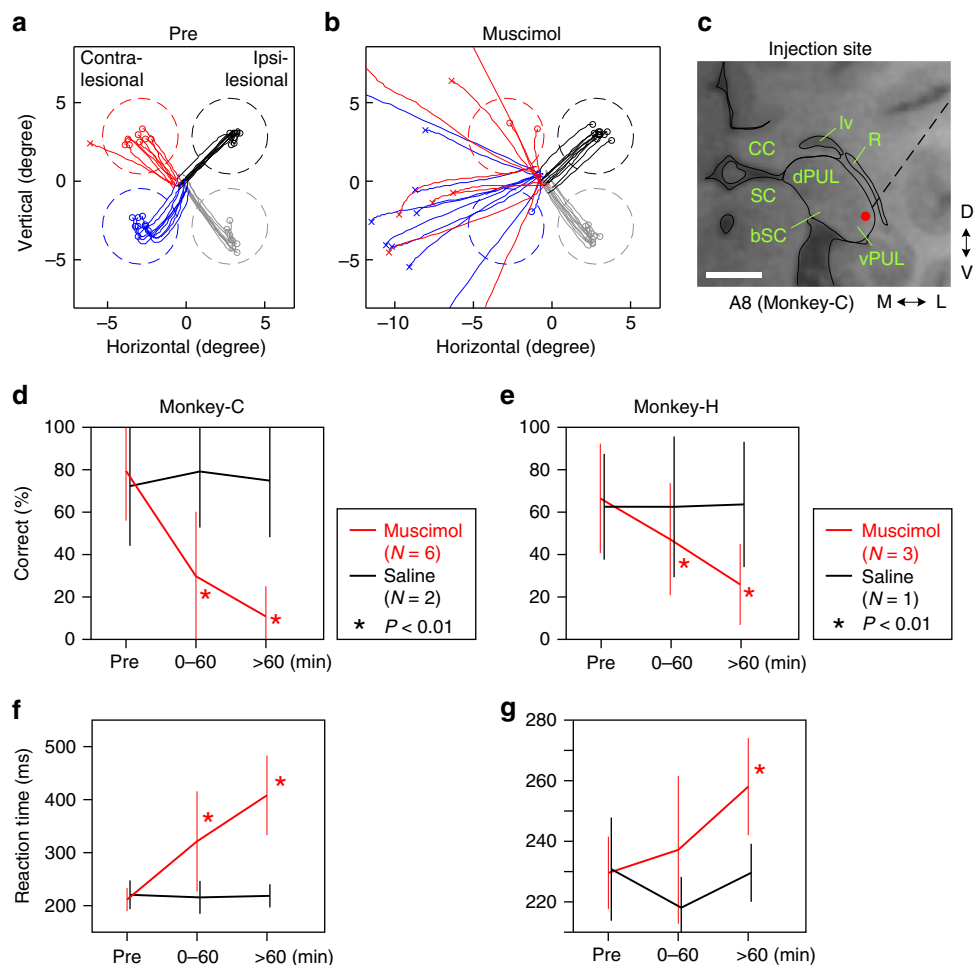 a
Pre
Contra-
lesional
Ipsi-
lesional
5
0
−5
Vertical (degree)
−5
0
5
Horizontal (degree)
b
Muscimol
5
0
−5
−10
−5
0
5
Horizontal (degree)
c
Injection site
lv
R
CC
dPUL
SC
bSC
vPUL
D
V
A8 (Monkey-C)
M
L
d
Monkey-C
100
80
60
40
20
0
Correct (%)
*
*
Pre
0–60
>60 (min)
Muscimol
(N = 6)
Saline
(N = 2)
* P < 0.01
e
Monkey-H
100
80
60
40
20
0
*
*
Pre
0–60
>60 (min)
Muscimol
(N = 3)
Saline
(N = 1)
* P < 0.01
f
500
400
300
200
Reaction time (ms)
*
*
Pre
0–60
>60 (min)
g
280
260
240
220
*
Pre
0–60
>60 (min)